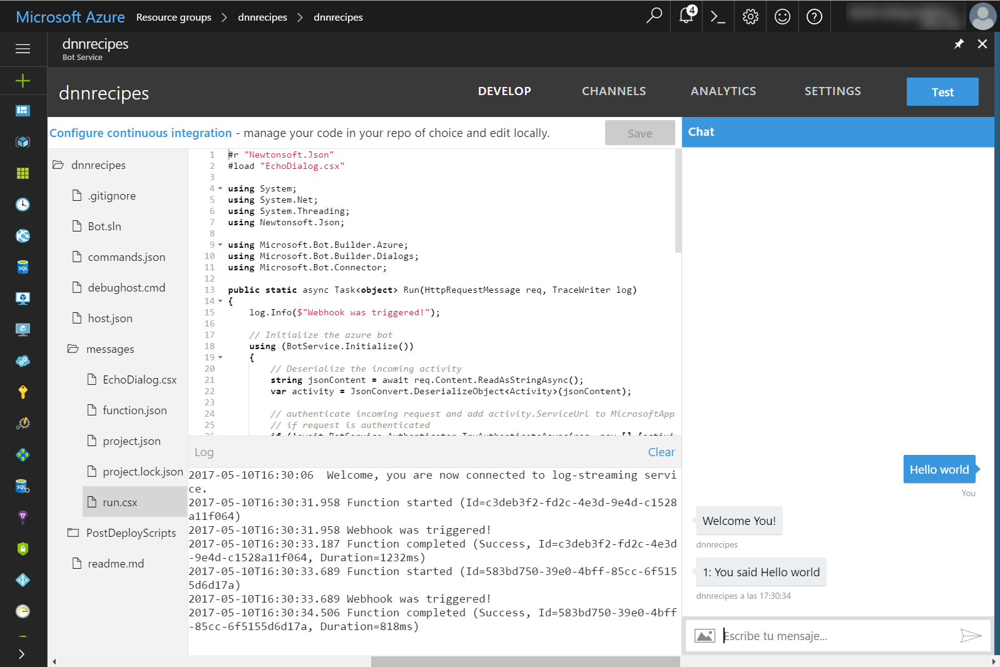 Microsoft Azure Resource groups > dnnrecipes > dnnrecipes
4
dnnrecipes
Bot Service
dnnrecipes
DEVELOP CHANNELS ANALYTICS SETTINGS Test
Configure continuous integration - manage your code in your repo of choice and edit locally.
Save
dnnrecipes
.gitignore
Bot.sln
commands.json
debughost.cmd
host.json
messages
EchoDialog.csx
function.json
project.json
project.lock.json
run.csx
PostDeployScripts
readme.md
1 #r "Newtonsoft.Json"
2 #load "EchoDialog.csx"
3
4 using System;
5 using System.Net;
6 using System.Threading;
7 using Newtonsoft.Json;
8
9 using Microsoft.Bot.Builder.Azure;
10 using Microsoft.Bot.Builder.Dialogs;
11 using Microsoft.Bot.Connector;
12
13 public static async Task<object> Run(HttpRequestMessage req, TraceWriter log)
14 {
15 log.Info($"Webhook was triggered!");
16
17 // Initialize the azure bot
18 using (BotService.Initialize())
19 {
20 // Deserialize the incoming activity
21 string jsonContent = await req.Content.ReadAsStringAsync();
22 var activity = JsonConvert.DeserializeObject<Activity>(jsonContent);
23
24 // authenticate incoming request and add activity.ServiceUrl to MicrosoftApp
25 // if request is authenticated
Log
Clear
2017-05-10T16:30:06  Welcome, you are now connected to log-streaming servi
ce.
2017-05-10T16:30:31.958 Function started (Id=c3deb3f2-fd2c-4e3d-9e4d-c1528
a11f064)
2017-05-10T16:30:31.958 Webhook was triggered!
2017-05-10T16:30:33.187 Function completed (Success, Id=c3deb3f2-fd2c-4e3d
-9e4d-c1528a11f064, Duration=1232ms)
2017-05-10T16:30:33.689 Function started (Id=583bd750-39e0-4bff-85cc-6f515
5d6d17a)
2017-05-10T16:30:33.689 Webhook was triggered!
2017-05-10T16:30:34.506 Function completed (Success, Id=583bd750-39e0-4bff
-85cc-6f5155d6d17a, Duration=818ms)
Chat
Hello world
You
Welcome You!
dnnrecipes
1: You said Hello world
dnnrecipes a las 17:30:34
Escribe tu mensaje...
SQL
SQL